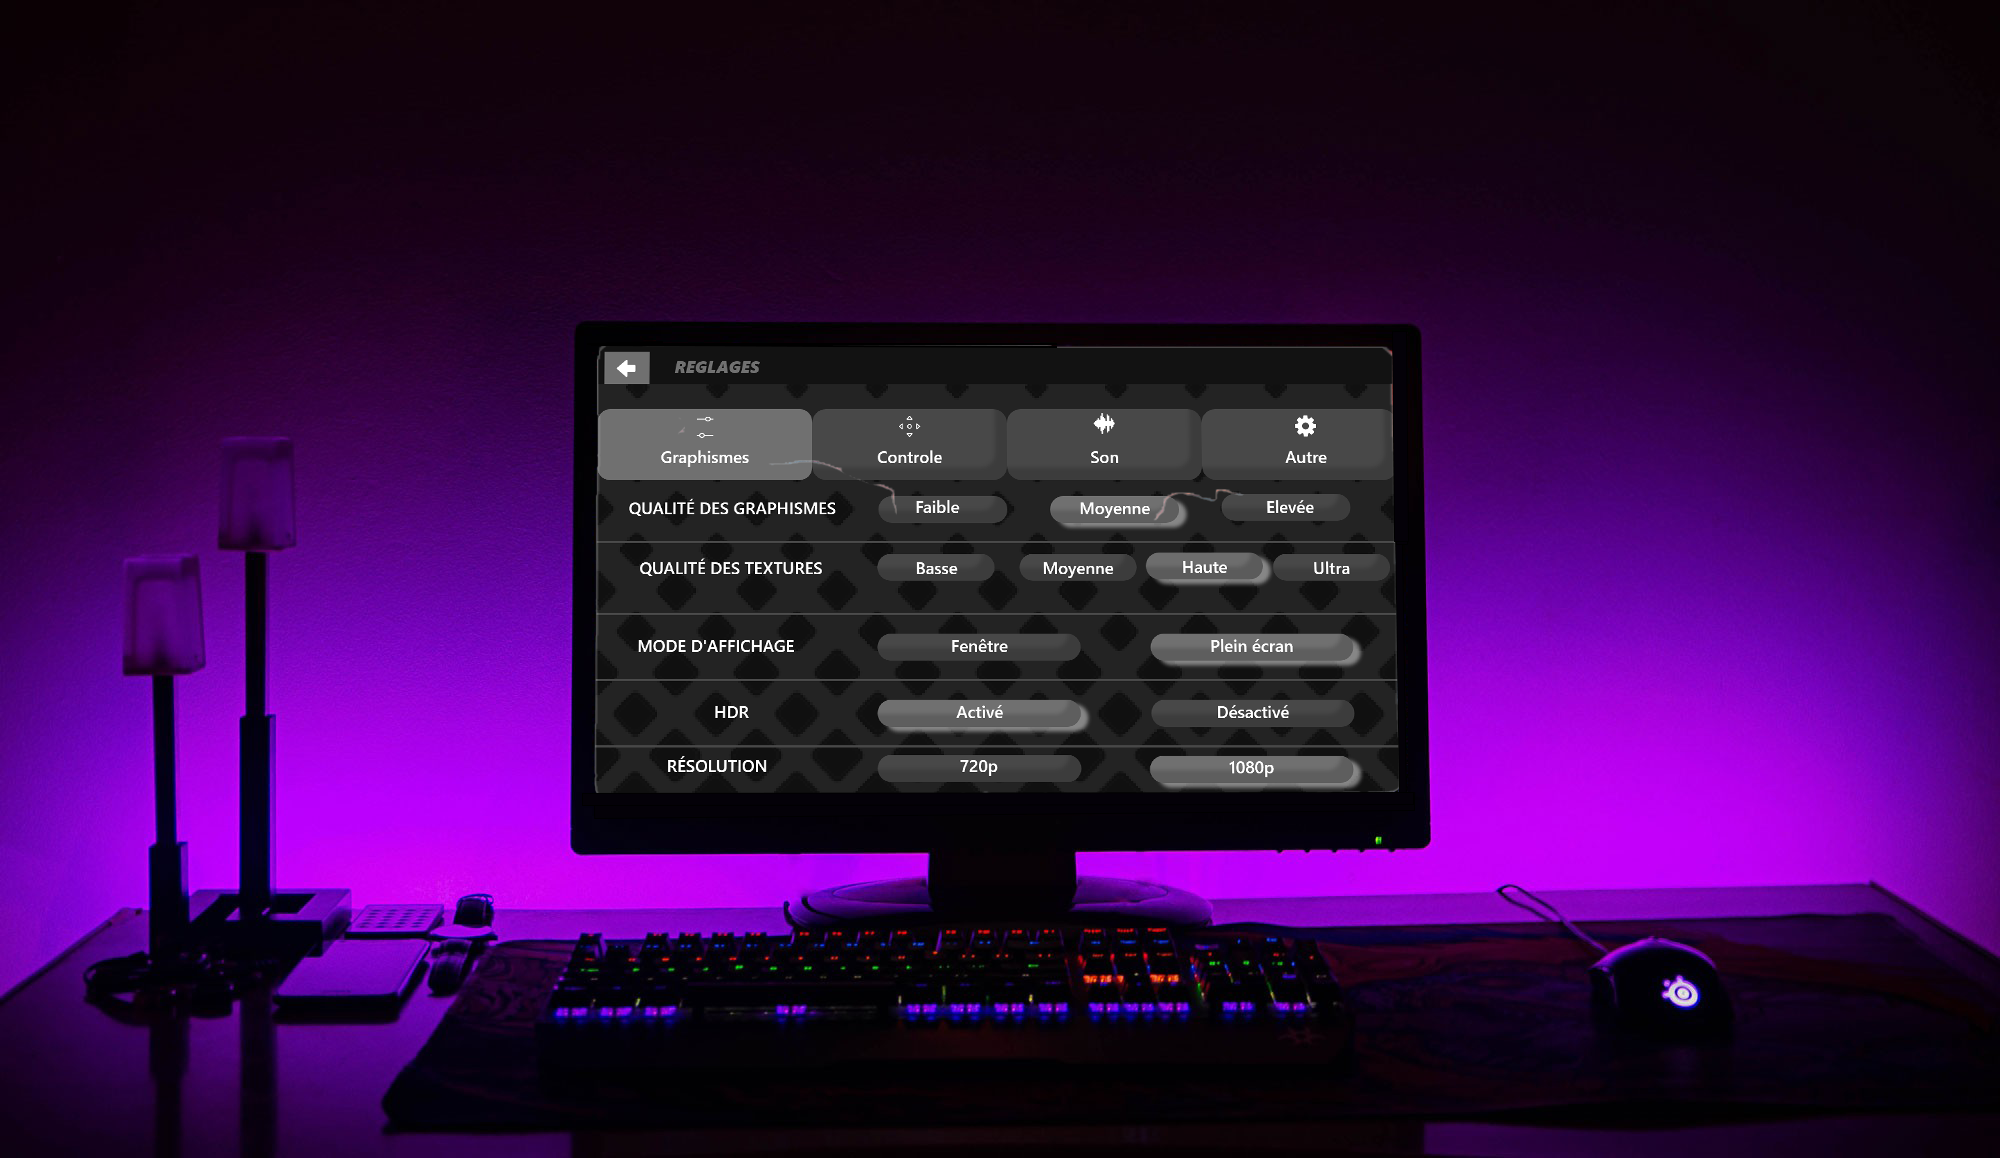 REGLAGES
Graphismes Controle Son Autre
QUALITÉ DES GRAPHISMES Faible Moyenne Elevée
QUALITÉ DES TEXTURES Basse Moyenne Haute Ultra
MODE D'AFFICHAGE Fenêtre Plein écran
HDR Activé Désactivé
RÉSOLUTION 720p 1080p